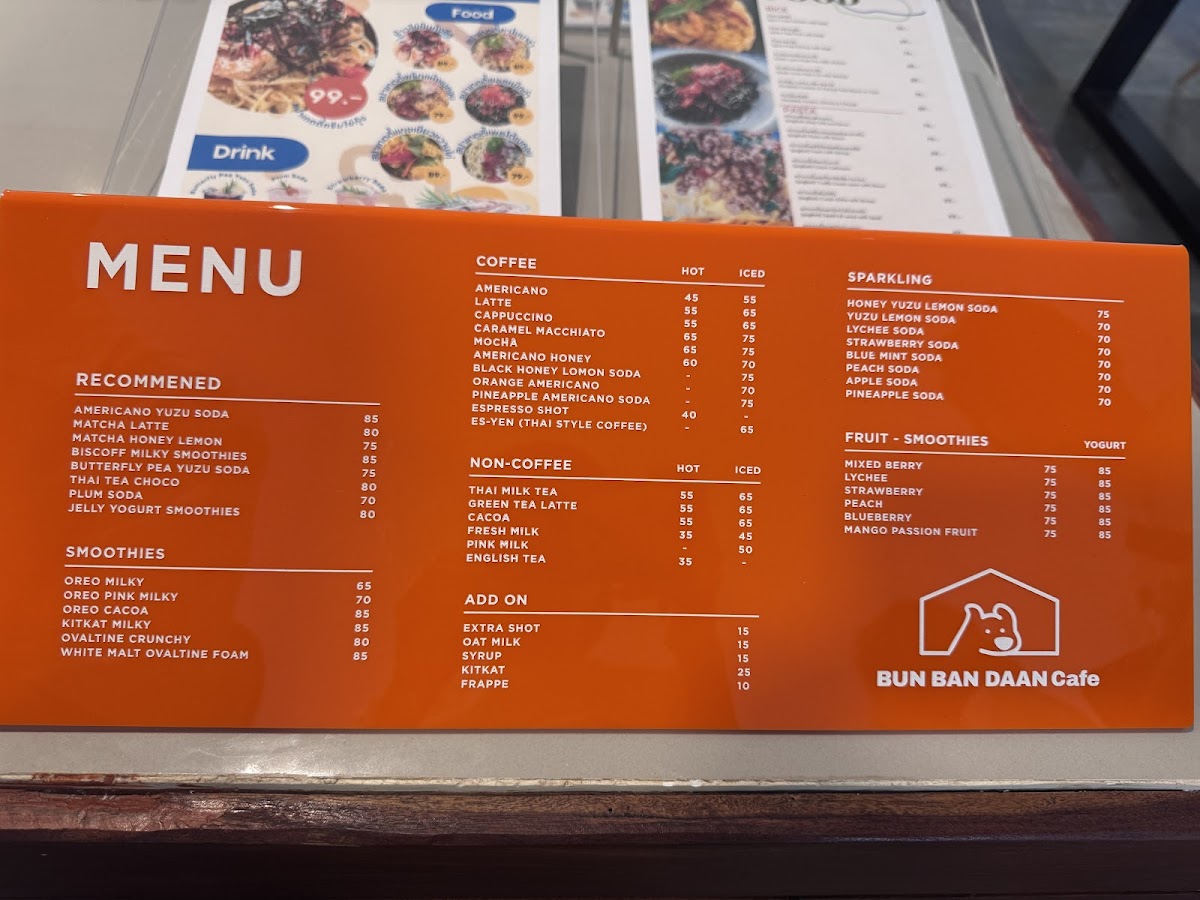 Food
99.-
79.-
89.-
79.-
Drink
Strawberry Soda
PASTA
MENU
RECOMMENED
AMERICANO YUZU SODA 85
MATCHA LATTE 80
MATCHA HONEY LEMON 75
BISCOFF MILKY SMOOTHIES 85
BUTTERFLY PEA YUZU SODA 75
THAI TEA CHOCO 80
PLUM SODA 70
JELLY YOGURT SMOOTHIES 80
SMOOTHIES
OREO MILKY 65
OREO PINK MILKY 70
OREO CACOA 85
KITKAT MILKY 85
OVALTINE CRUNCHY 80
WHITE MALT OVALTINE FOAM 85
COFFEE HOT ICED
AMERICANO 45 55
LATTE 55 65
CAPPUCCINO 55 65
CARAMEL MACCHIATO 65 75
MOCHA 65 75
AMERICANO HONEY 60 70
BLACK HONEY LOMON SODA - 75
ORANGE AMERICANO - 70
PINEAPPLE AMERICANO SODA - 75
ESPRESSO SHOT 40 -
ES-YEN (THAI STYLE COFFEE) - 65
NON-COFFEE HOT ICED
THAI MILK TEA 55 65
GREEN TEA LATTE 55 65
CACOA 55 65
FRESH MILK 35 45
PINK MILK - 50
ENGLISH TEA 35 -
ADD ON
EXTRA SHOT 15
OAT MILK 15
SYRUP 15
KITKAT 25
FRAPPE 10
SPARKLING
HONEY YUZU LEMON SODA 75
YUZU LEMON SODA 70
LYCHEE SODA 70
STRAWBERRY SODA 70
BLUE MINT SODA 70
PEACH SODA 70
APPLE SODA 70
PINEAPPLE SODA 70
FRUIT - SMOOTHIES YOGURT
MIXED BERRY 75 85
LYCHEE 75 85
STRAWBERRY 75 85
PEACH 75 85
BLUEBERRY 75 85
MANGO PASSION FRUIT 75 85
BUN BAN DAAN Cafe